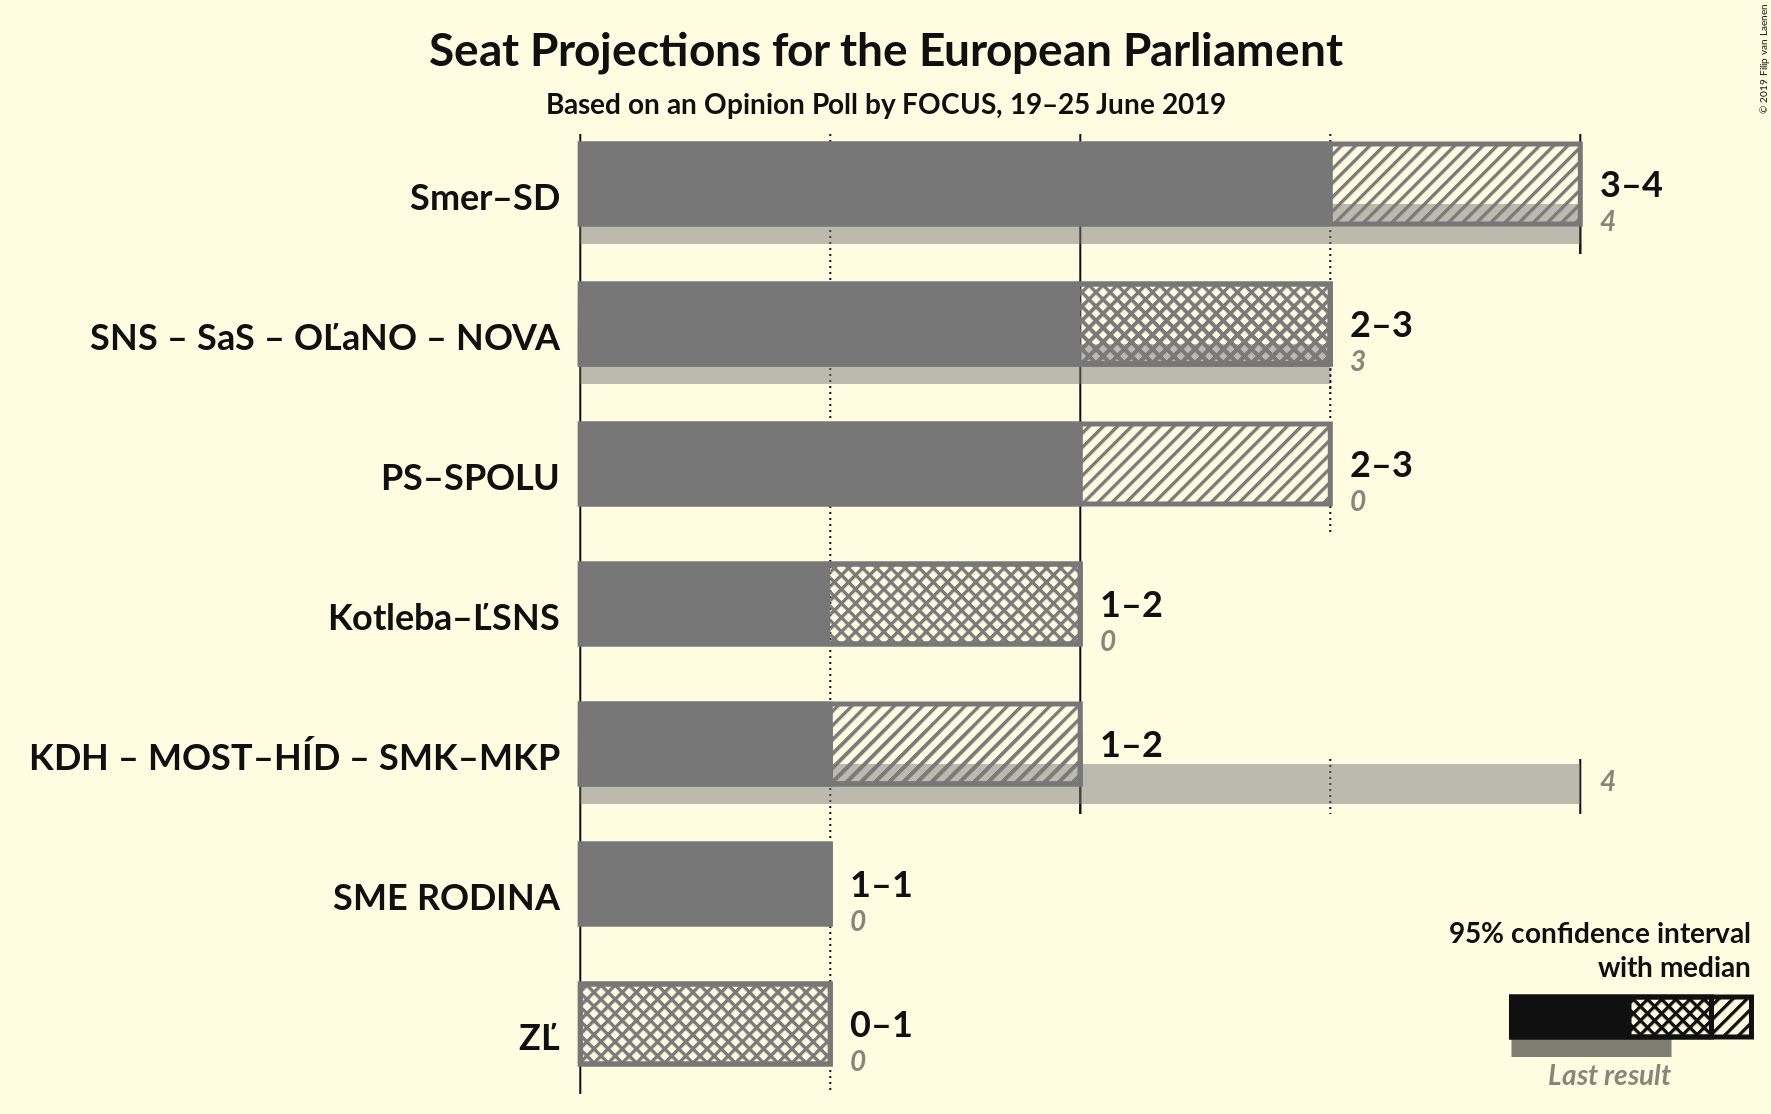 Seat Projections for the European Parliament
Based on an Opinion Poll by FOCUS, 19–25 June 2019
© 2019 Filip van Laenen
Smer–SD
3–4
4
SNS – SaS – OĽaNO – NOVA
2–3
3
PS–SPOLU
2–3
0
Kotleba–ĽSNS
1–2
0
KDH – MOST–HÍD – SMK–MKP
1–2
4
SME RODINA
1–1
0
ZĽ
0–1
0
95% confidence interval
with median
Last result